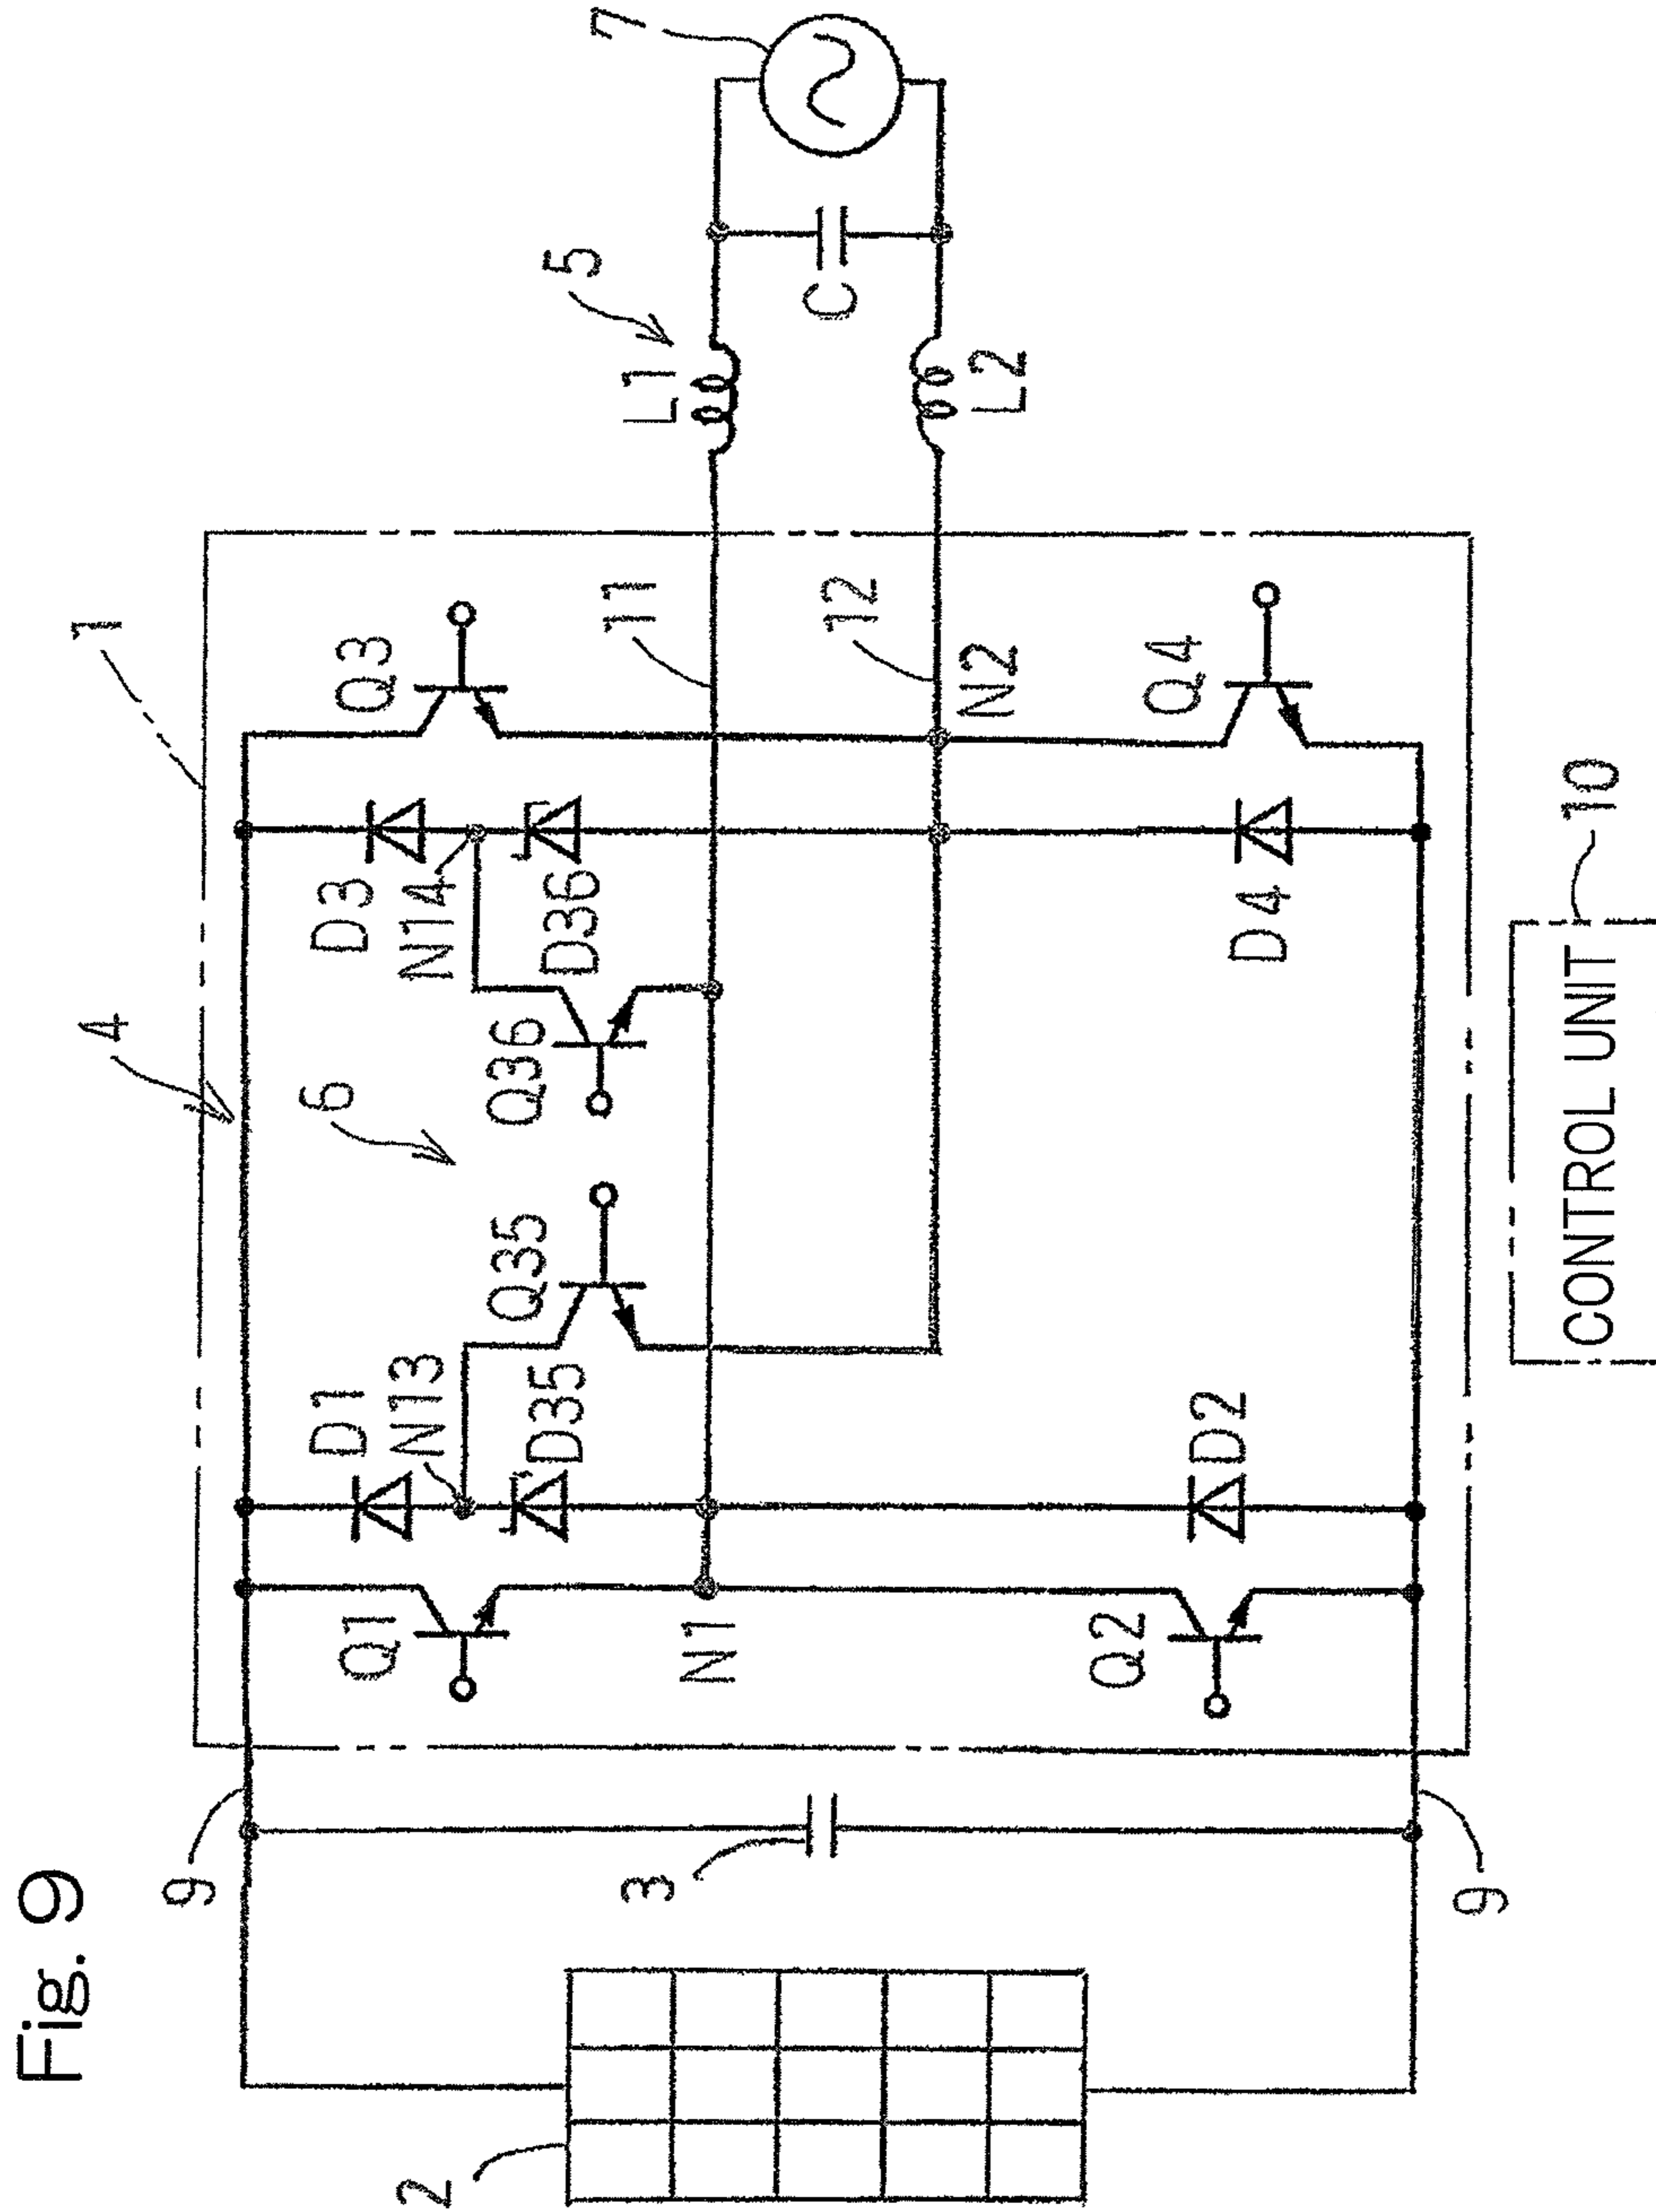 Fig. 9
1
4
9
Q1
D1
N13
D35
Q35
6
Q36
D3
N14
D36
Q3
11
L1
5
7
2
3
N1
12
N2
L2
C
Q2
D2
D4
Q4
9
CONTROL UNIT
10